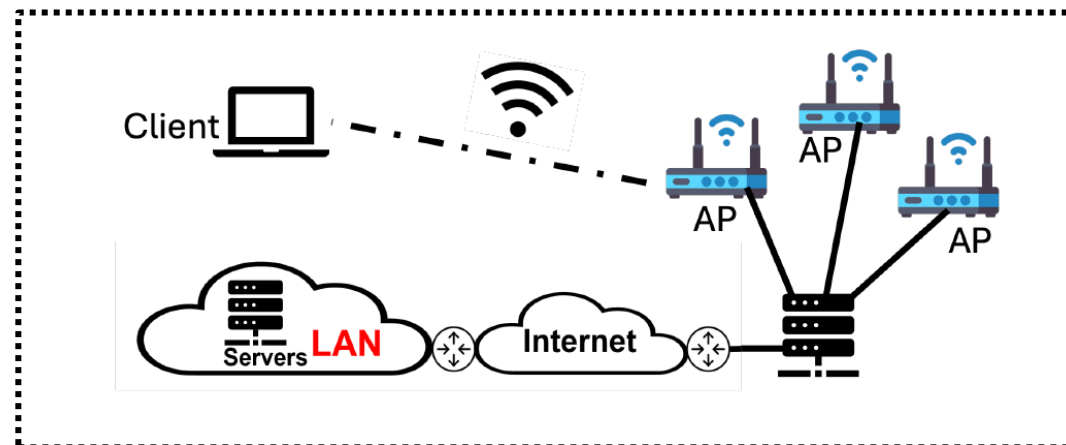 Client
AP
AP
AP
Servers
LAN
Internet